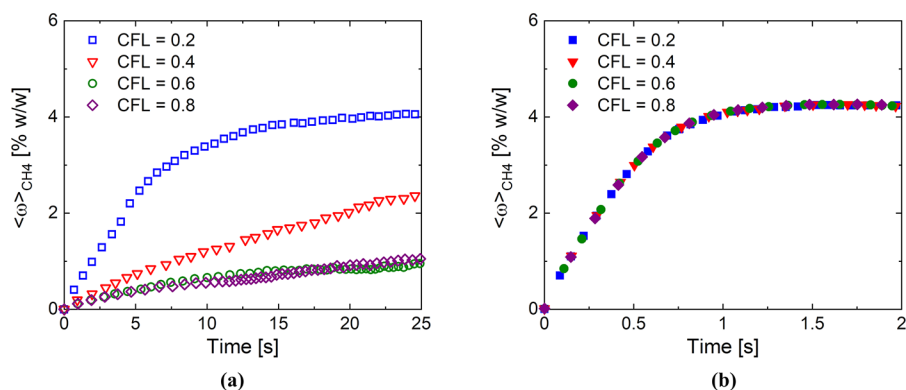 6
4
2
0
<ω>CH4 [% w/w]
CFL = 0.2
CFL = 0.4
CFL = 0.6
CFL = 0.8
0 5 10 15 20 25
Time [s]
(a)
6
4
2
0
<ω>CH4 [% w/w]
CFL = 0.2
CFL = 0.4
CFL = 0.6
CFL = 0.8
0 0.5 1 1.5 2
Time [s]
(b)